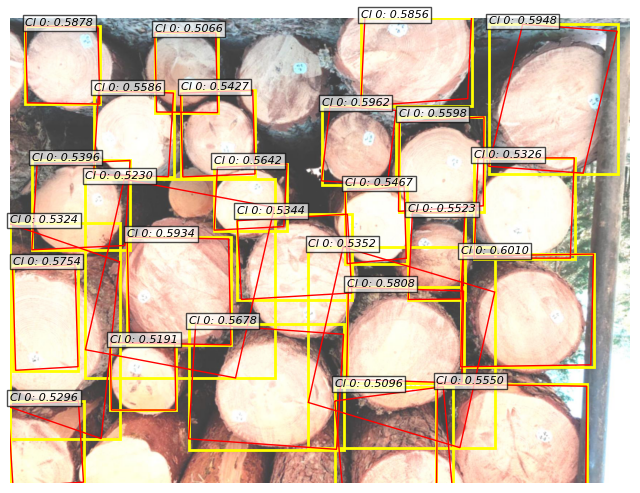 Cl 0: 0.5856
Cl 0: 0.5948
Cl 0: 0.5878
Cl 0: 0.5066
Cl 0: 0.5586
Cl 0: 0.5427
Cl 0: 0.5962
Cl 0: 0.5598
Cl 0: 0.5396
Cl 0: 0.5642
Cl 0: 0.5326
Cl 0: 0.5230
Cl 0: 0.5467
Cl 0: 0.5344
Cl 0: 0.5523
Cl 0: 0.5324
Cl 0: 0.5934
Cl 0: 0.5352
Cl 0: 0.6010
Cl 0: 0.5754
Cl 0: 0.5808
Cl 0: 0.5678
Cl 0: 0.5191
Cl 0: 0.5096
Cl 0: 0.5550
Cl 0: 0.5296